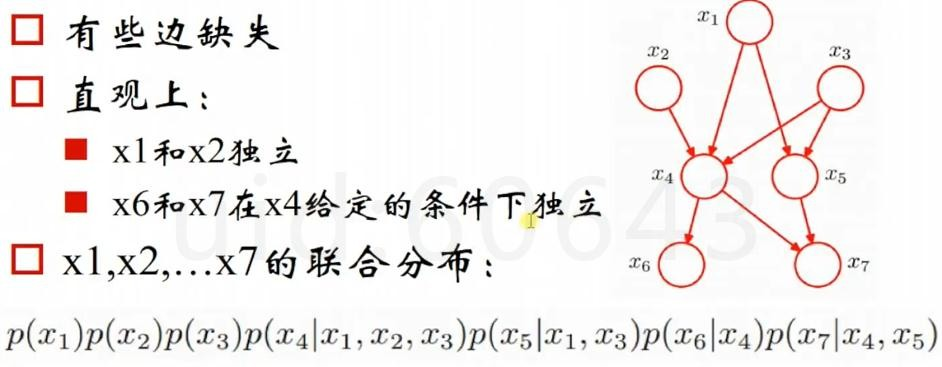 有些边缺失
直观上:
x1和x2独立
x6和x7在x4给定的条件下独立
x1,x2,…x7的联合分布:
p(x₁)p(x₂)p(x₃)p(x₄|x₁, x₂, x₃)p(x₅|x₁, x₃)p(x₆|x₄)p(x₇|x₄, x₅)
x₁
x₂
x₃
x₄
x₅
x₆
x₇
uid.60643